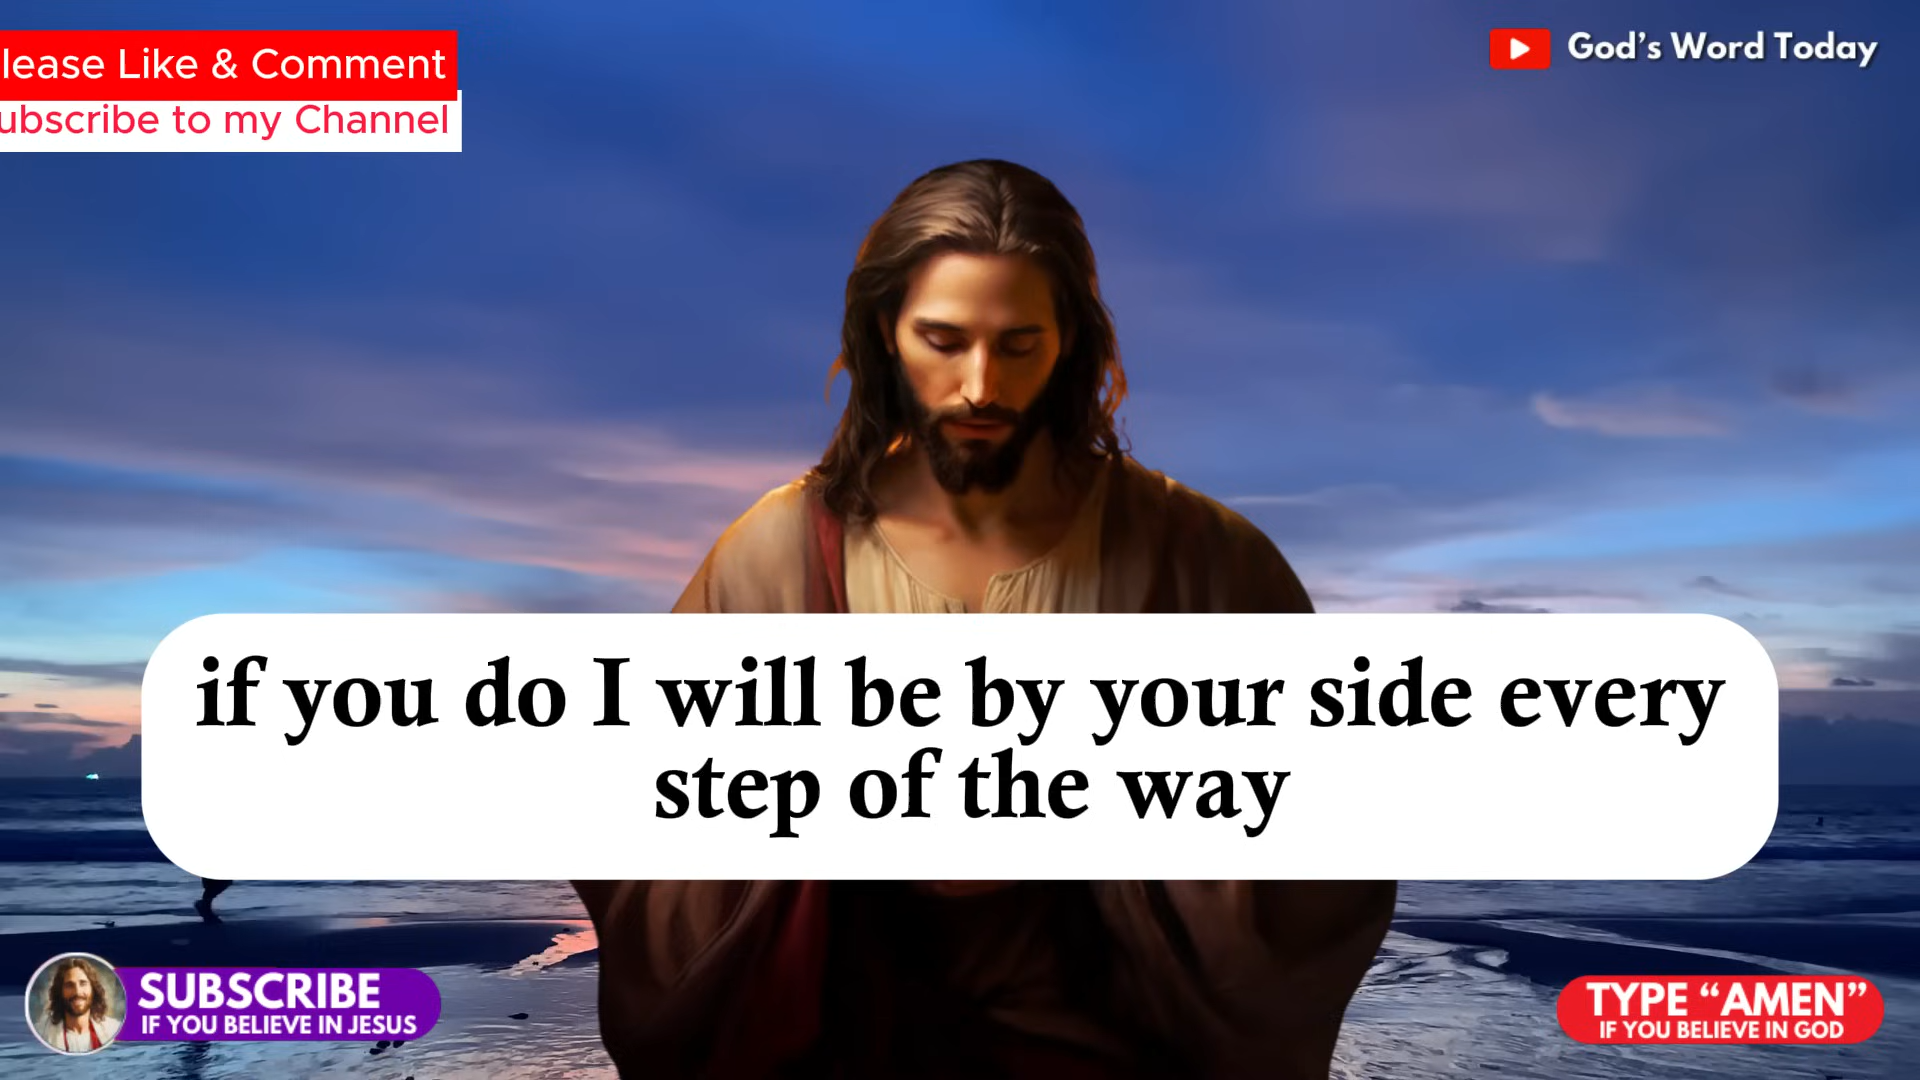 lease Like & Comment
ubscribe to my Channel
God's Word Today
if you do I will be by your side every
step of the way
SUBSCRIBE
IF YOU BELIEVE IN JESUS
TYPE “AMEN”
IF YOU BELIEVE IN GOD